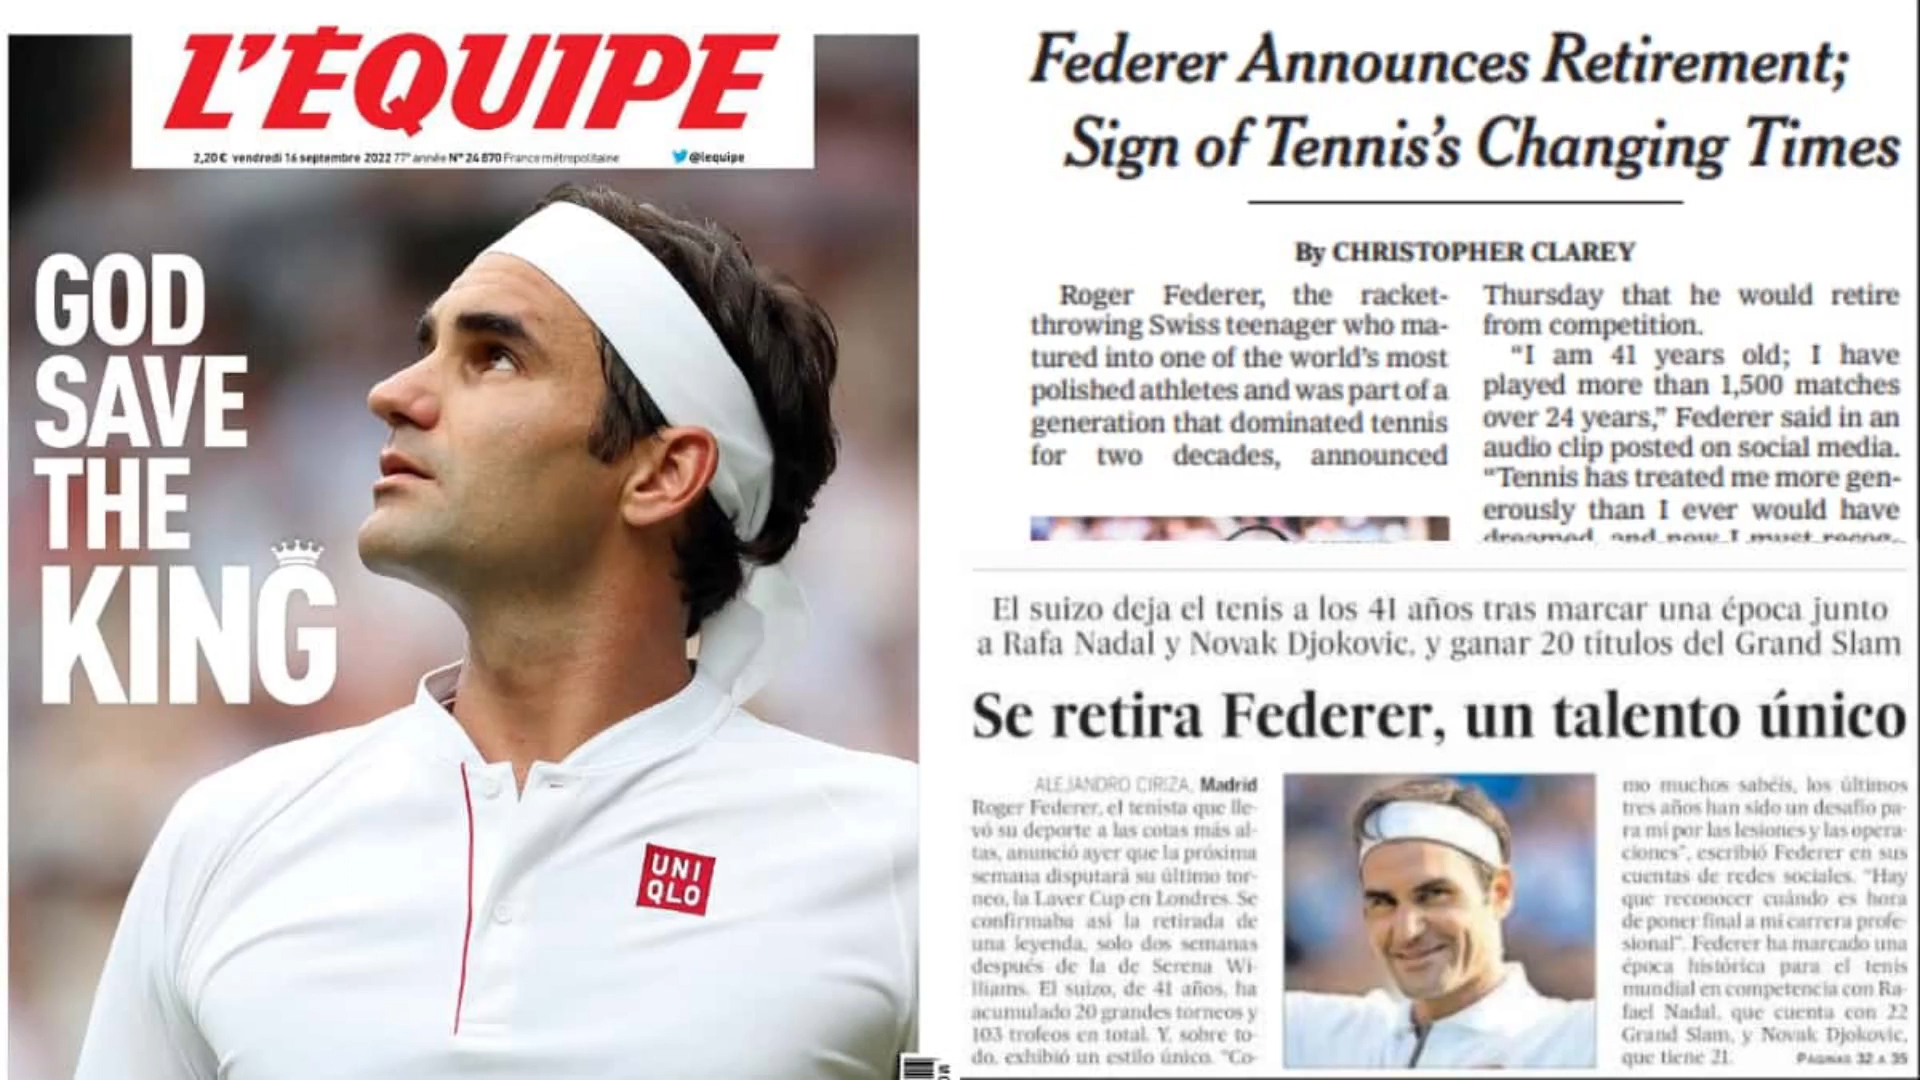 L'ÉQUIPE
2,20 € vendredi 16 septembre 2022 77e année N° 24 870 France métropolitaine
@lequipe
GOD
SAVE
THE
KING
UNI
QLO
Federer Announces Retirement;
Sign of Tennis's Changing Times
By CHRISTOPHER CLAREY
Roger Federer, the racket-
throwing Swiss teenager who ma-
tured into one of the world's most
polished athletes and was part of a
generation that dominated tennis
for two decades, announced
Thursday that he would retire
from competition.
"I am 41 years old; I have
played more than 1,500 matches
over 24 years," Federer said in an
audio clip posted on social media.
"Tennis has treated me more gen-
erously than I ever would have
dreamed, and now I must recog-
El suizo deja el tenis a los 41 años tras marcar una época junto
a Rafa Nadal y Novak Djokovic, y ganar 20 títulos del Grand Slam
Se retira Federer, un talento único
ALEJANDRO CIRIZA, Madrid
Roger Federer, el tenista que lle-
vó su deporte a las cotas más al-
tas, anunció ayer que la próxima
semana disputará su último tor-
neo, la Laver Cup en Londres. Se
confirmaba así la retirada de
una leyenda, solo dos semanas
después de la de Serena Wi-
lliams. El suizo, de 41 años, ha
acumulado 20 grandes torneos y
103 trofeos en total. Y, sobre to-
do, exhibió un estilo único. "Co-
mo muchos sabéis, los últimos
tres años han sido un desafío pa-
ra mí por las lesiones y las opera-
ciones", escribió Federer en sus
cuentas de redes sociales. "Hay
que reconocer cuándo es hora
de poner final a mi carrera profe-
sional". Federer ha marcado una
época histórica para el tenis
mundial en competencia con Ra-
fael Nadal, que cuenta con 22
Grand Slam, y Novak Djokovic,
que tiene 21. PÁGINAS 32 A 35